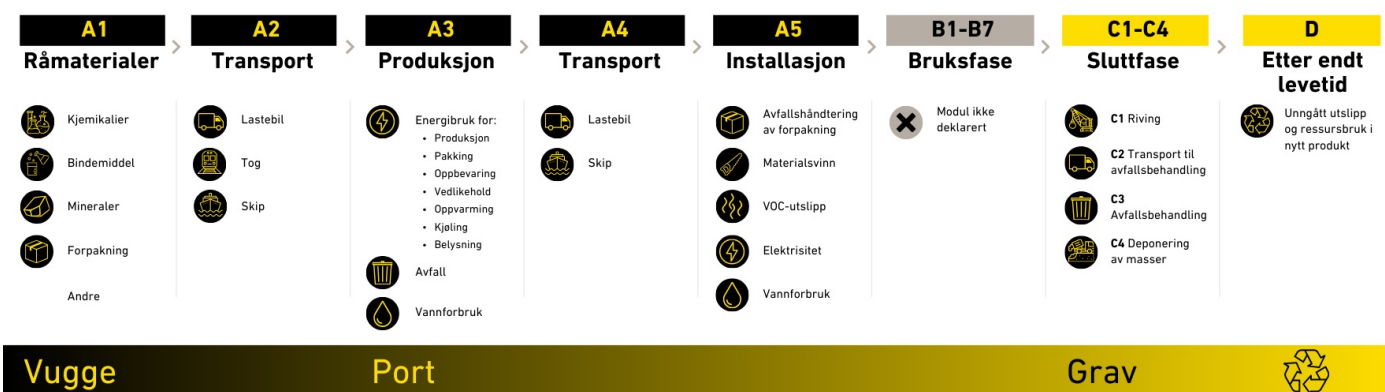 A1
Råmaterialer
Kjemikalier
Bindemiddel
Mineraler
Forpakning
Andre
A2
Transport
Lastebil
Tog
Skip
A3
Produksjon
Energibruk for:
• Produksjon
• Pakking
• Oppbevaring
• Vedlikehold
• Oppvarming
• Kjøling
• Belysning
Avfall
Vannforbruk
A4
Transport
Lastebil
Skip
A5
Installasjon
Avfallshåndtering
av forpakning
Materialsvinn
VOC-utslipp
Elektrisitet
Vannforbruk
B1-B7
Bruksfase
Modul ikke
deklarert
C1-C4
Sluttfase
C1 Riving
C2 Transport til
avfallsbehandling
C3
Avfallsbehandling
C4 Deponering
av masser
D
Etter endt
levetid
Unngått utslipp
og ressursbruk i
nytt produkt
Vugge
Port
Grav